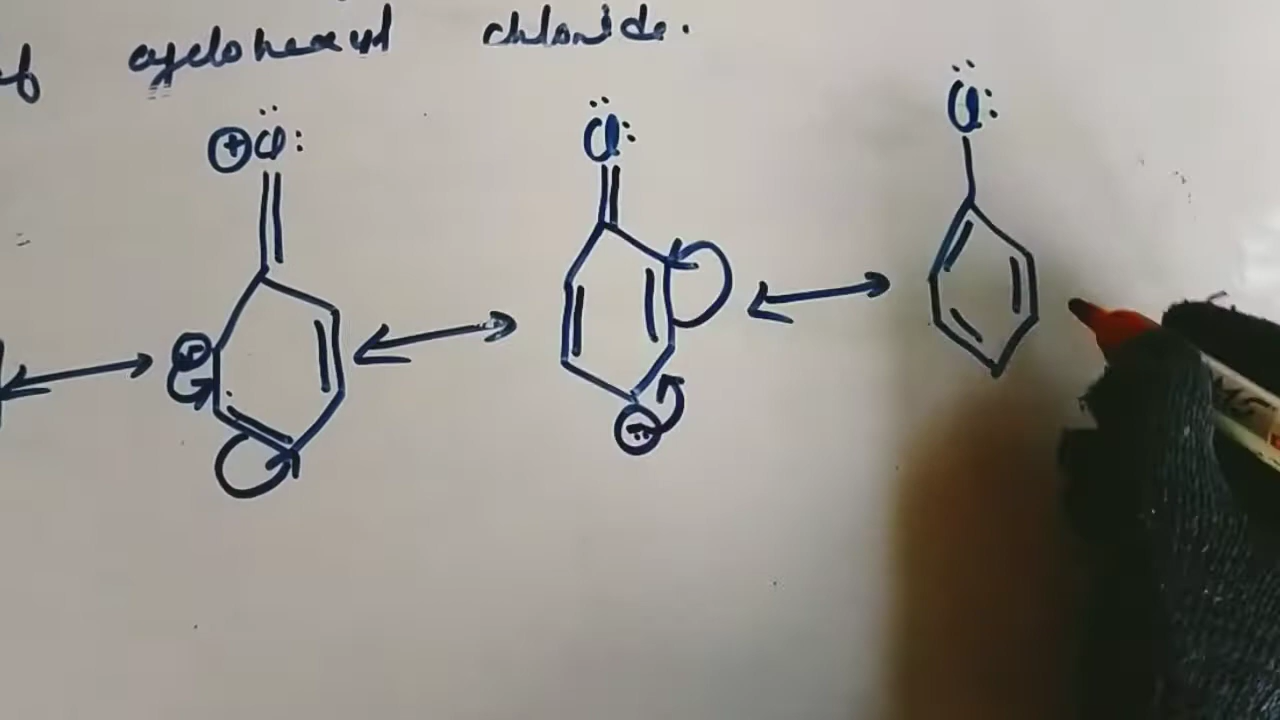 of cyclohexyl chloride.
⊕ C̈l: C̈l: C̈l:
⊖
⊖